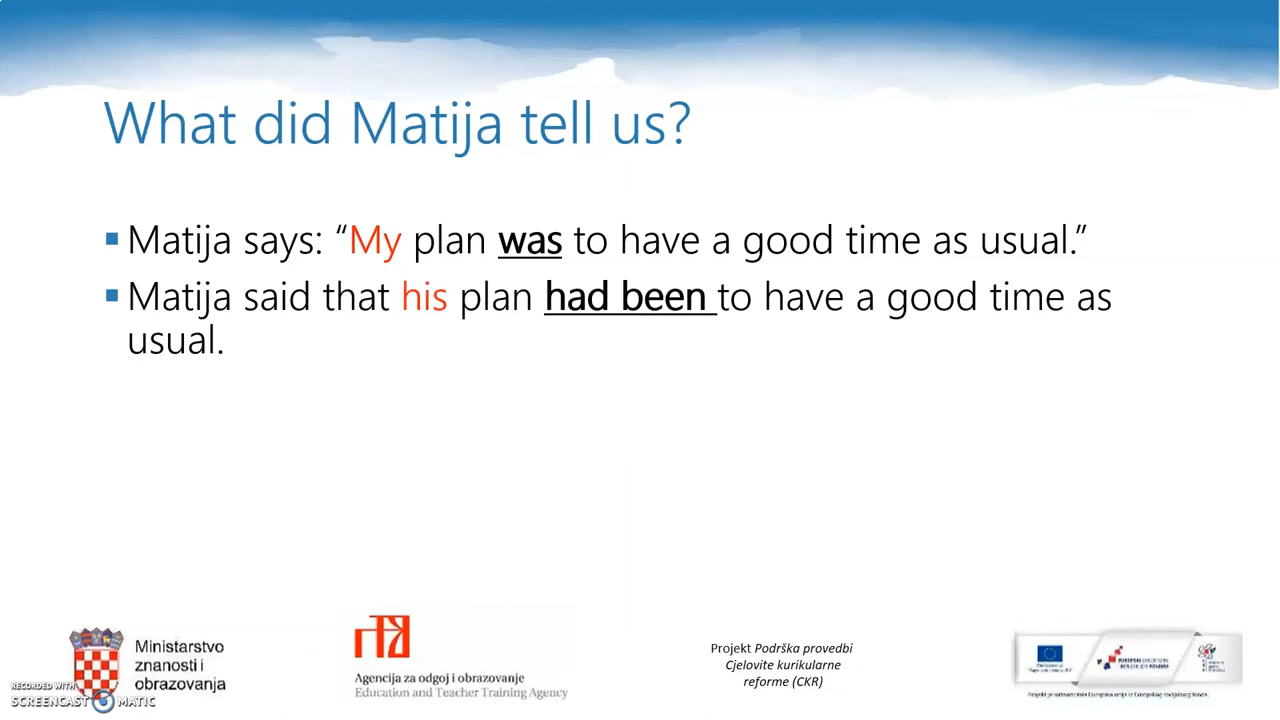 What did Matija tell us?
Matija says: “My plan was to have a good time as usual.”
Matija said that his plan had been to have a good time as
usual.
Ministarstvo
znanosti i
obrazovanja
RECORDED WITH
SCREENCAST MATIC
Agencija za odgoj i obrazovanje
Education and Teacher Training Agency
Projekt Podrška provedbi
Cjelovite kurikularne
reforme (CKR)